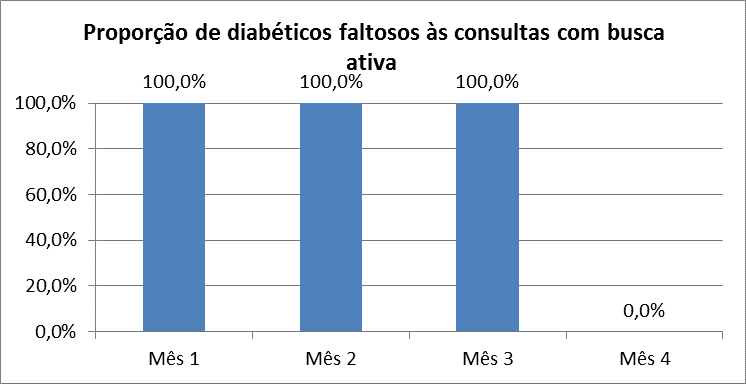 Proporção de diabéticos faltosos às consultas com busca
ativa
100,0% 100,0% 100,0%
100,0%
80,0%
60,0%
40,0%
20,0%
0,0%
0,0%
Mês 1 Mês 2 Mês 3 Mês 4